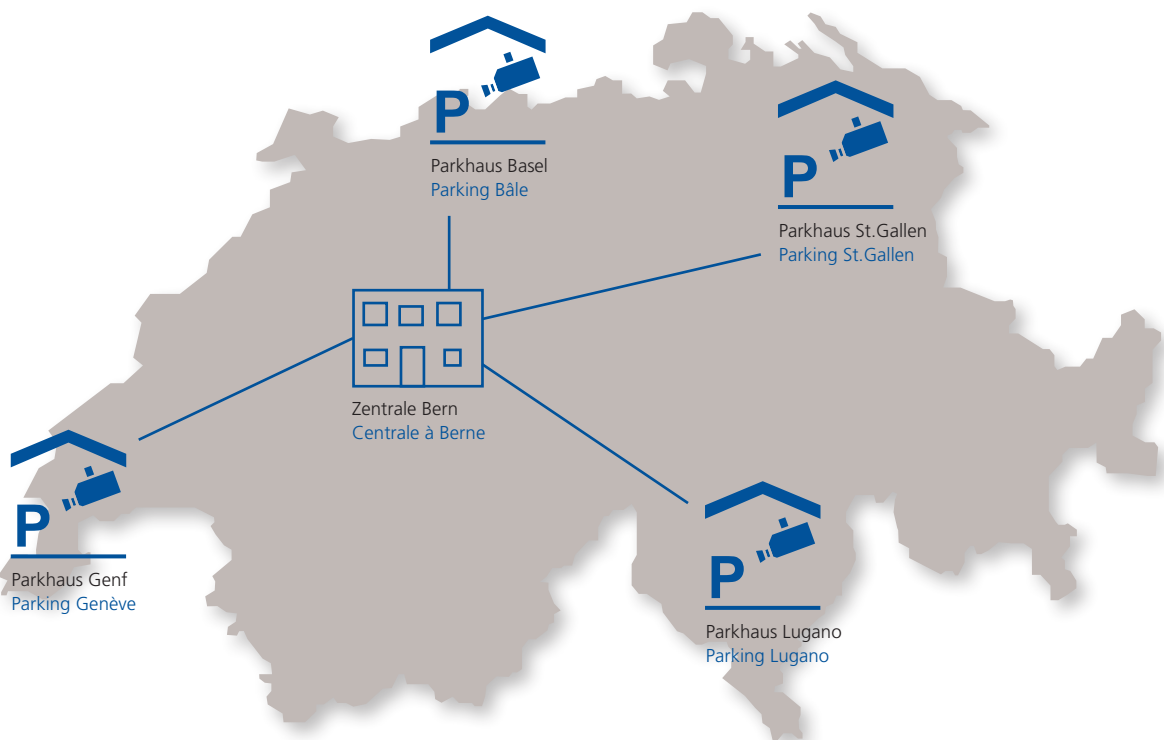 P
Parkhaus Basel
Parking Bâle
P
Parkhaus St.Gallen
Parking St.Gallen
Zentrale Bern
Centrale à Berne
P
Parkhaus Genf
Parking Genève
P
Parkhaus Lugano
Parking Lugano